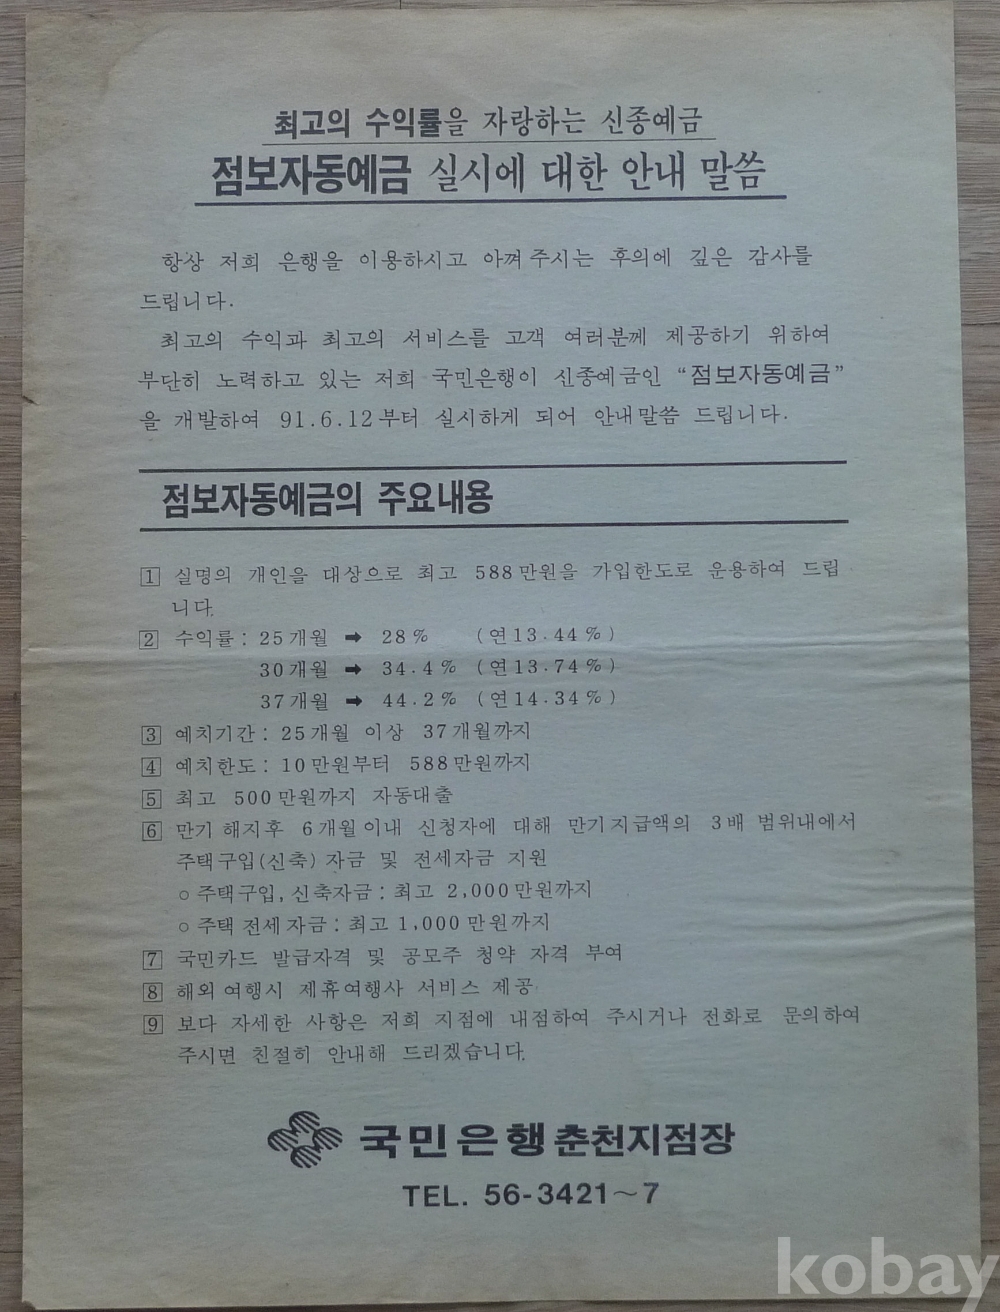 최고의 수익률을 자랑하는 신종예금
점보자동예금 실시에 대한 안내 말씀
항상 저희 은행을 이용하시고 아껴주시는 후의에 깊은 감사를
드립니다.
최고의 수익과 최고의 서비스를 고객 여러분께 제공하기 위하여
부단히 노력하고 있는 저희 국민은행이 신종예금인 “점보자동예금”
을 개발하여 91.6.12부터 실시하게 되어 안내말씀 드립니다.
점보자동예금의 주요내용
1 실명의 개인을 대상으로 최고 588만원을 가입한도로 운용하여 드립
니다.
2 수익률: 25개월 ➡ 28% (연13.44%)
30개월 ➡ 34.4% (연13.74%)
37개월 ➡ 44.2% (연14.34%)
3 예치기간: 25개월 이상 37개월까지
4 예치한도: 10만원부터 588만원까지
5 최고 500만원까지 자동대출
6 만기 해지후 6개월이내 신청자에 대해 만기지급액의 3배 범위내에서
주택구입(신축) 자금 및 전세자금 지원
○ 주택구입, 신축자금: 최고 2,000만원까지
○ 주택 전세자금: 최고 1,000만원까지
7 국민카드 발급자격 및 공모주 청약 자격 부여
8 해외 여행시 제휴여행사 서비스 제공
9 보다 자세한 사항은 저희 지점에 내점하여 주시거나 전화로 문의하여
주시면 친절히 안내해 드리겠습니다.
국민은행 춘천지점장
TEL. 56-3421~7
kobay